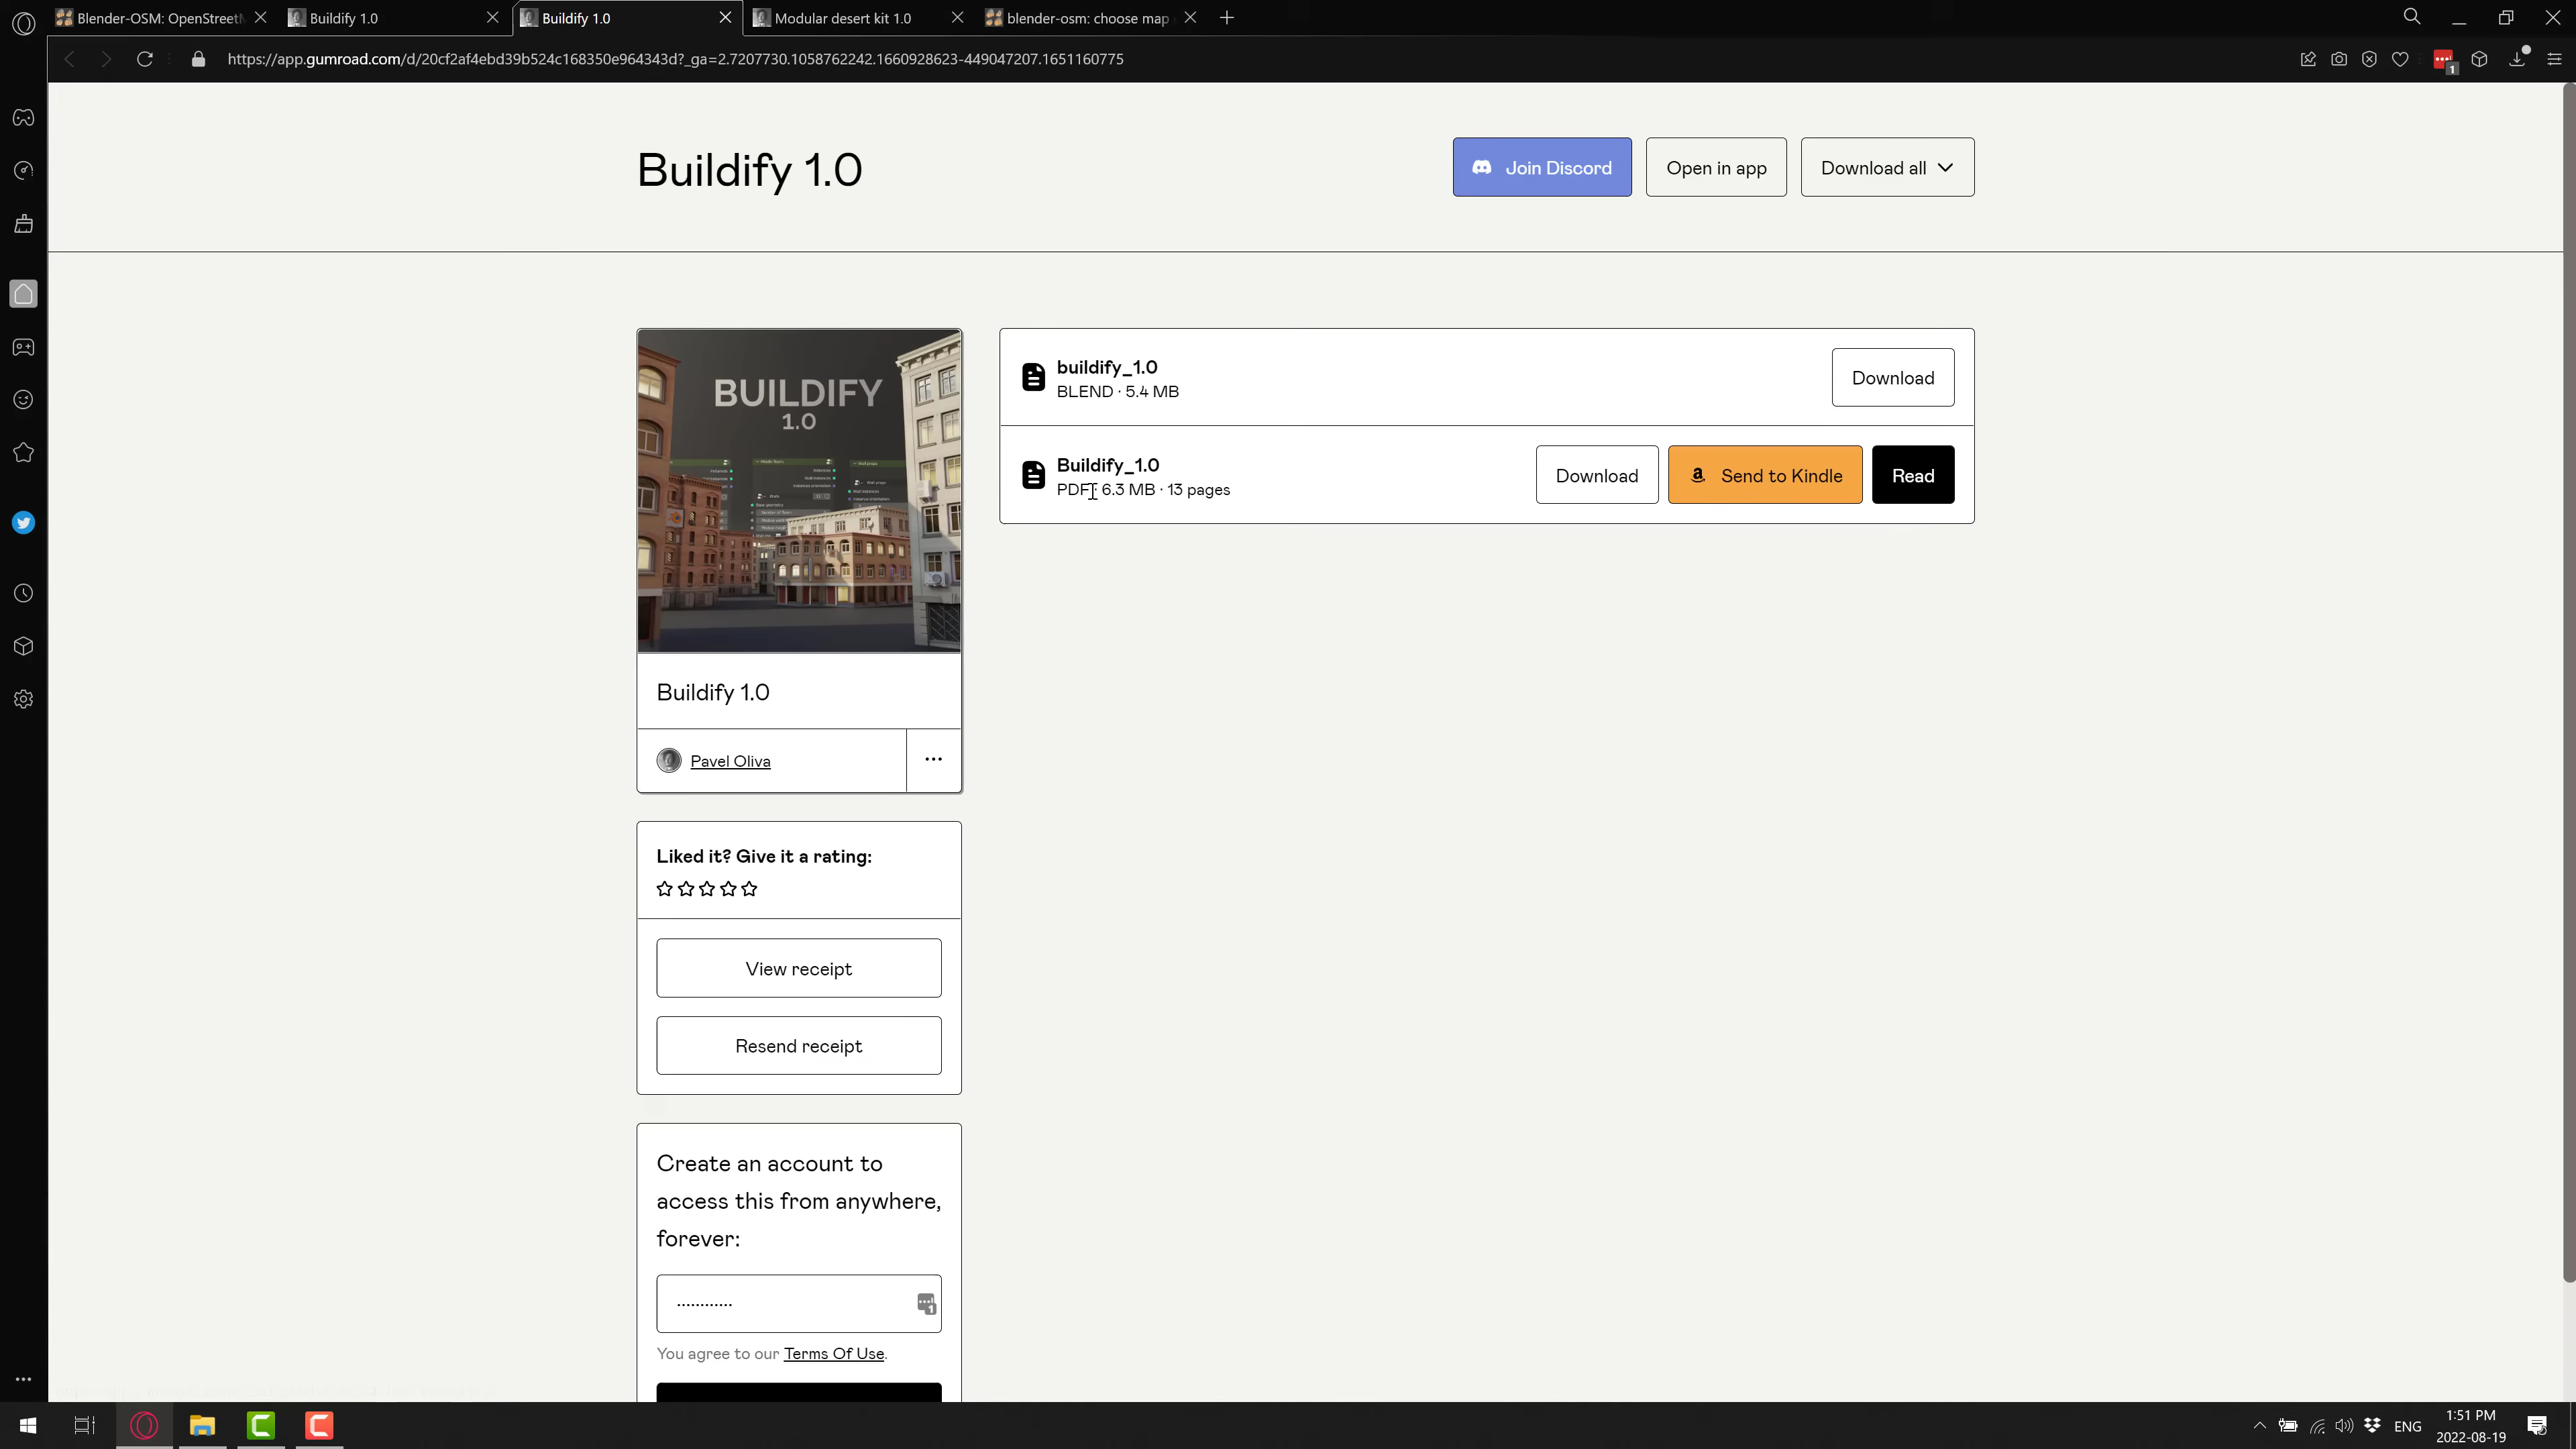 Blender-OSM: OpenStreetM
Buildify 1.0
Buildify 1.0
Modular desert kit 1.0
blender-osm: choose map
https://app.gumroad.com/d/20cf2af4ebd39b524c168350e964343d?_ga=2.7207730.1058762242.1660928623-449047207.1651160775
1
Buildify 1.0
Join Discord
Open in app
Download all
BUILDIFY
1.0
buildify_1.0
BLEND · 5.4 MB
Download
Buildify_1.0
PDF · 6.3 MB · 13 pages
Download
Send to Kindle
Read
Buildify 1.0
Pavel Oliva
Liked it? Give it a rating:
View receipt
Resend receipt
Create an account to
access this from anywhere,
forever:
1
You agree to our Terms Of Use.
ENG
1:51 PM
2022-08-19